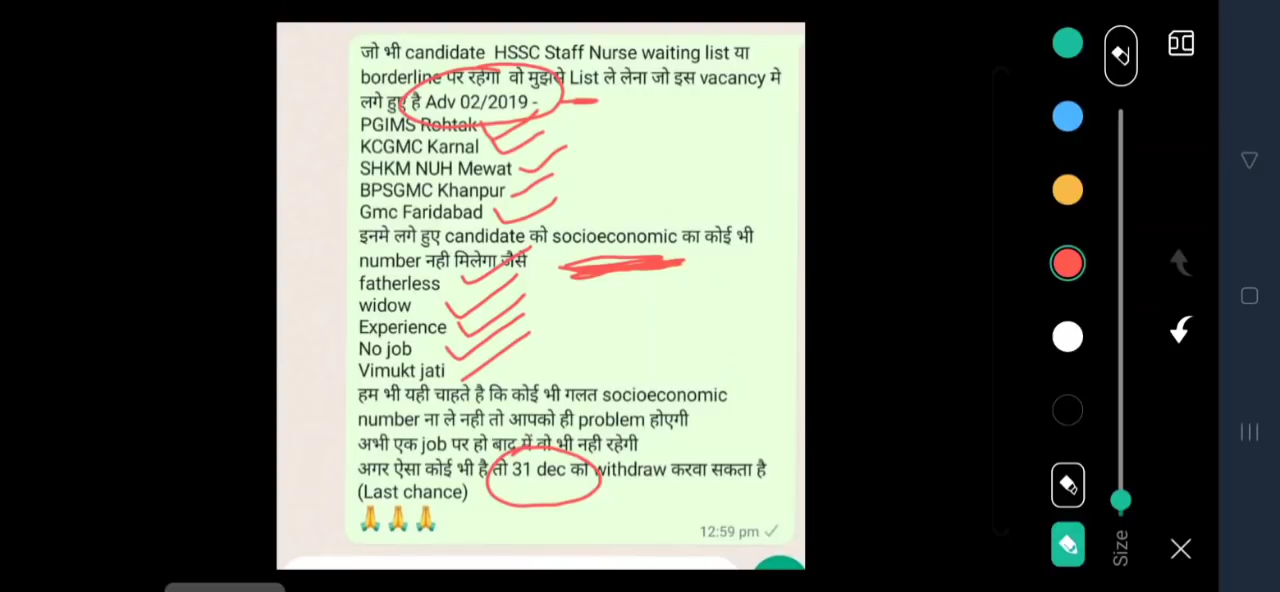 जो भी candidate HSSC Staff Nurse waiting list या
borderline पर रहेगा वो मुझसे List ले लेना जो इस vacancy मे
लगे हुए है Adv 02/2019 -
PGIMS Rohtak
KCGMC Karnal
SHKM NUH Mewat
BPSGMC Khanpur
Gmc Faridabad
इनमे लगे हुए candidate को socioeconomic का कोई भी
number नही मिलेगा जैसे
fatherless
widow
Experience
No job
Vimukt jati
हम भी यही चाहते है कि कोई भी गलत socioeconomic
number ना ले नही तो आपको ही problem होएगी
अभी एक job पर हो बाद में वो भी नही रहेगी
अगर ऐसा कोई भी है तो 31 dec को withdraw करवा सकता है
(Last chance)
🙏 🙏 🙏
12:59 pm ✓
Size